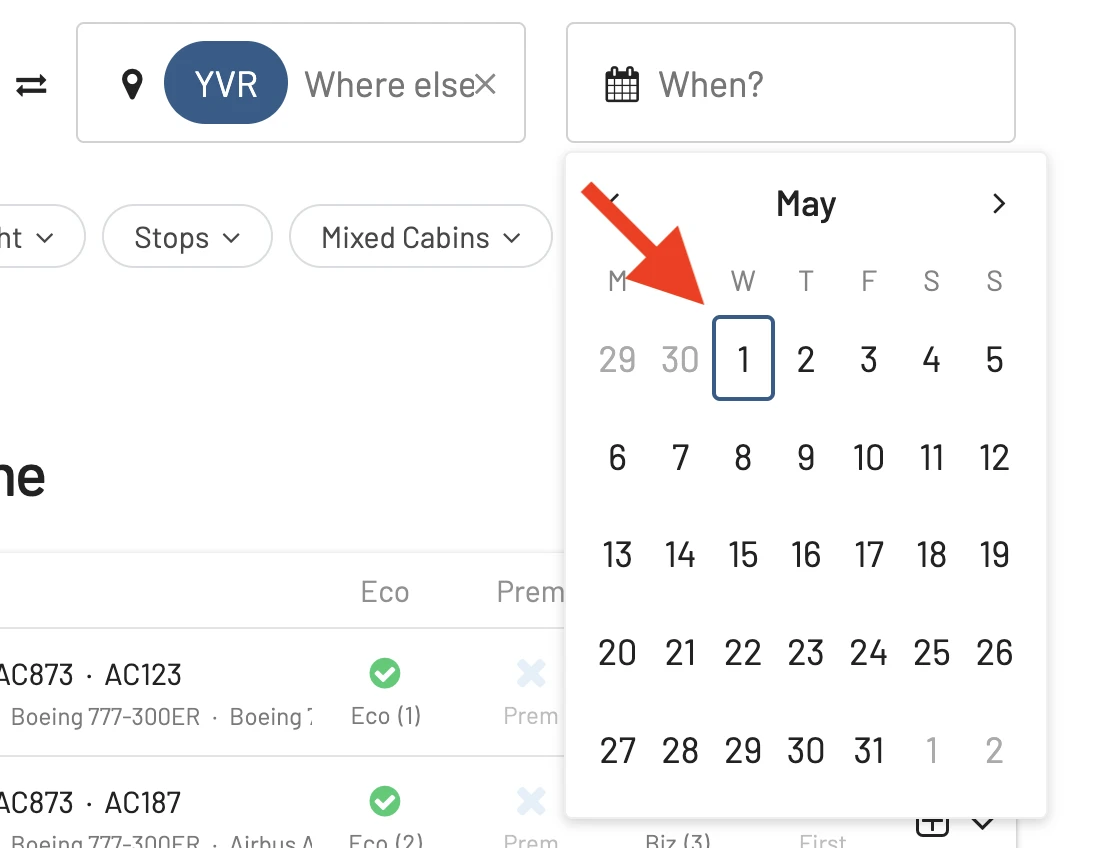 YVR Where else
When?
ht Stops Mixed Cabins
May
M W T F S S
29 30 1 2 3 4 5
6 7 8 9 10 11 12
13 14 15 16 17 18 19
20 21 22 23 24 25 26
27 28 29 30 31 1 2
ne
Eco Prem
AC873 · AC123
Boeing 777-300ER · Boeing 7
Eco (1) Prem
AC873 · AC187
Boeing 777-300ER · Airbus A
Eco (2) Prem Biz (3) First